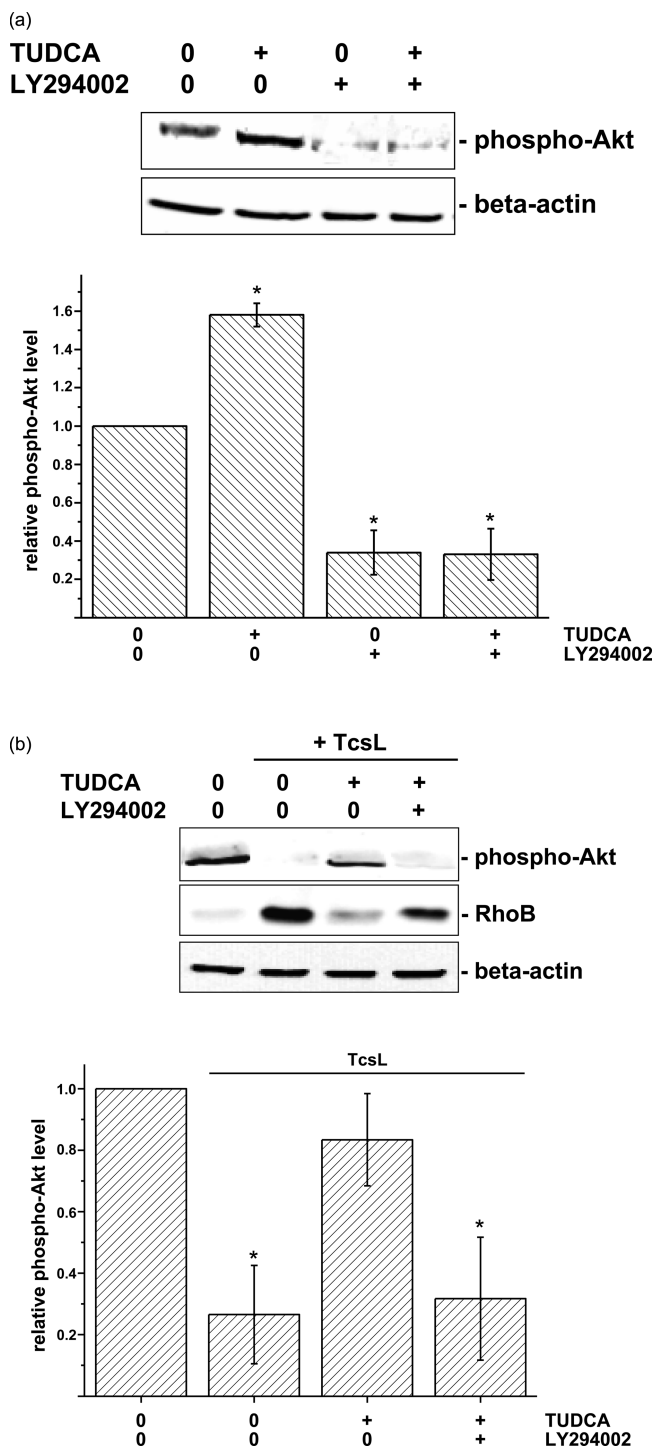 (a)
TUDCA 0 + 0 +
LY294002 0 0 + +
- phospho-Akt
- beta-actin
relative phospho-Akt level
1.6
1.4
1.2
1.0
0.8
0.6
0.4
0.2
*
*
*
0 + 0 + TUDCA
0 0 + + LY294002
(b)
+ TcsL
TUDCA 0 0 + +
LY294002 0 0 0 +
- phospho-Akt
- RhoB
- beta-actin
TcsL
relative phospho-Akt level
1.0
0.8
0.6
0.4
0.2
*
*
0 0 + + TUDCA
0 0 0 + LY294002